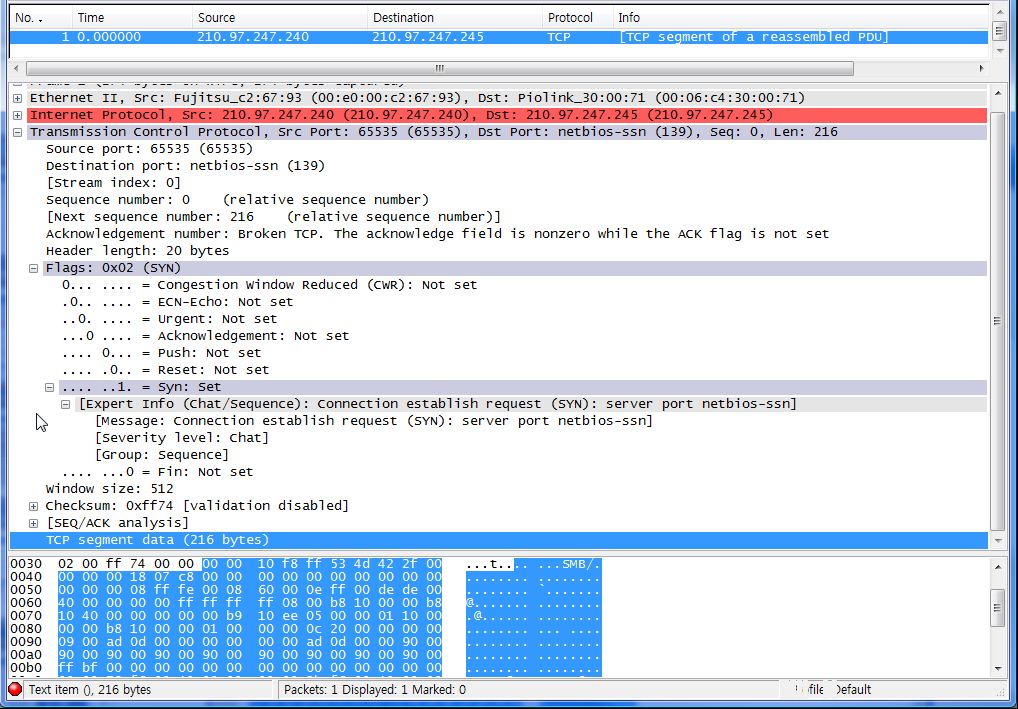 No. . Time Source Destination Protocol Info
1 0.000000 210.97.247.240 210.97.247.245 TCP [TCP segment of a reassembled PDU]
Ethernet II, Src: Fujitsu_c2:67:93 (00:e0:00:c2:67:93), Dst: Piolink_30:00:71 (00:06:c4:30:00:71)
Internet Protocol, Src: 210.97.247.240 (210.97.247.240), Dst: 210.97.247.245 (210.97.247.245)
Transmission Control Protocol, Src Port: 65535 (65535), Dst Port: netbios-ssn (139), Seq: 0, Len: 216
Source port: 65535 (65535)
Destination port: netbios-ssn (139)
[Stream index: 0]
Sequence number: 0 (relative sequence number)
[Next sequence number: 216 (relative sequence number)]
Acknowledgement number: Broken TCP. The acknowledge field is nonzero while the ACK flag is not set
Header length: 20 bytes
Flags: 0x02 (SYN)
0... .... = Congestion Window Reduced (CWR): Not set
.0.. .... = ECN-Echo: Not set
..0. .... = Urgent: Not set
...0 .... = Acknowledgement: Not set
.... 0... = Push: Not set
.... .0.. = Reset: Not set
.... ..1. = Syn: Set
[Expert Info (Chat/Sequence): Connection establish request (SYN): server port netbios-ssn]
[Message: Connection establish request (SYN): server port netbios-ssn]
[Severity level: Chat]
[Group: Sequence]
.... ...0 = Fin: Not set
Window size: 512
Checksum: 0xff74 [validation disabled]
[SEQ/ACK analysis]
TCP segment data (216 bytes)
0030 02 00 ff 74 00 00 00 00 10 f8 ff 53 4d 42 2f 00 ...t.. .. ...SMB/.
0040 00 00 00 18 07 c8 00 00 00 00 00 00 00 00 00 00 ........ ........
0050 00 00 00 08 ff fe 00 08 60 00 0e ff 00 de de 00 ........ `.......
0060 40 00 00 00 00 ff ff ff ff 08 00 b8 10 00 00 b8 @....... ........
0070 10 40 00 00 00 00 00 b9 10 ee 05 00 00 01 10 00 .@...... ........
0080 00 00 b8 10 00 00 01 00 00 00 0c 20 00 00 00 00 ........ ... ....
0090 09 00 ad 0d 00 00 00 00 00 00 ad 00 00 00 00 00 ........ ........
00a0 90 00 90 00 90 00 90 00 90 00 90 00 90 00 90 00 ........ ........
00b0 ff bf 00 00 00 00 00 00 00 00 00 00 00 00 00 00 ........ ........
Text item (), 216 bytes Packets: 1 Displayed: 1 Marked: 0